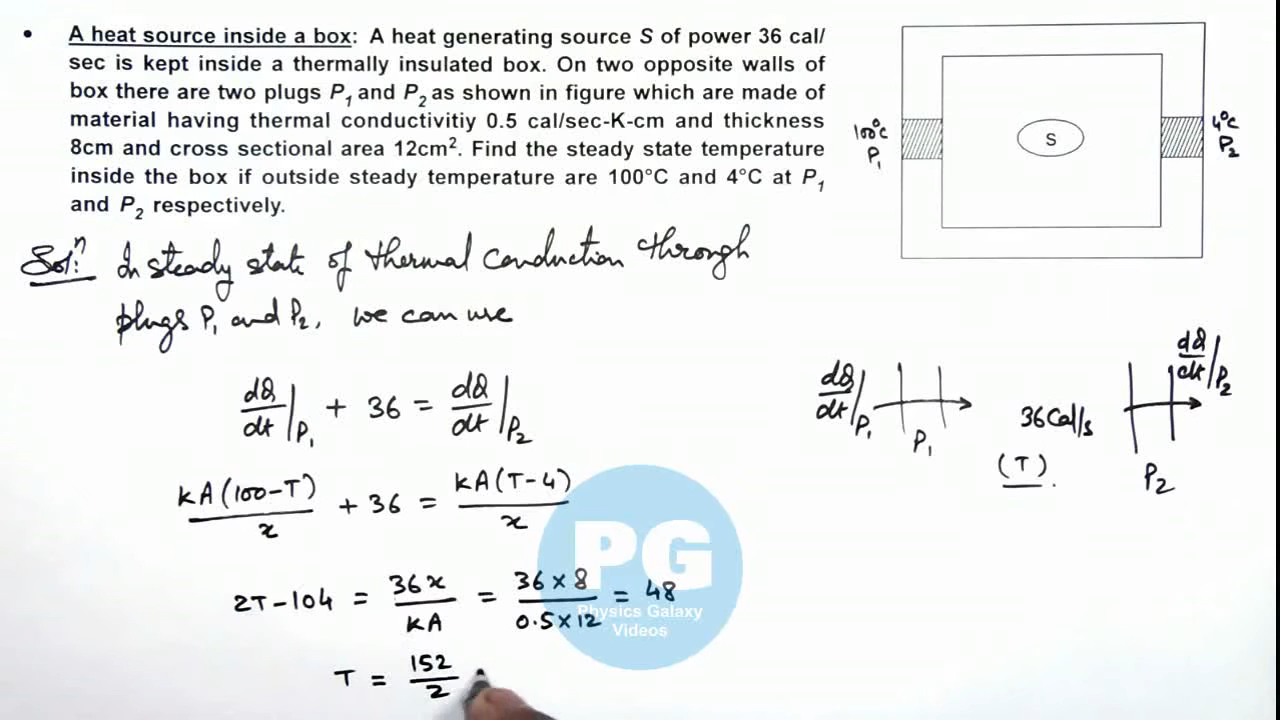 • A heat source inside a box: A heat generating source S of power 36 cal/
sec is kept inside a thermally insulated box. On two opposite walls of
box there are two plugs P₁ and P₂ as shown in figure which are made of
material having thermal conductivitiy 0.5 cal/sec-K-cm and thickness
8cm and cross sectional area 12cm². Find the steady state temperature
inside the box if outside steady temperature are 100°C and 4°C at P₁
and P₂ respectively.
100°C
P₁
S
4°C
P₂
Solⁿ: In steady state of thermal conduction through
plugs P₁ and P₂, we can use
dQ/dt|P₁ + 36 = dQ/dt|P₂
kA(100-T)/x + 36 = kA(T-4)/x
2T-104 = 36x/kA = 36×8/0.5×12 = 48
T = 152/2
dQ/dt|P₁
P₁
36Cal/s
(T).
dQ/dt|P₂
P₂
PG
Physics Galaxy
Videos